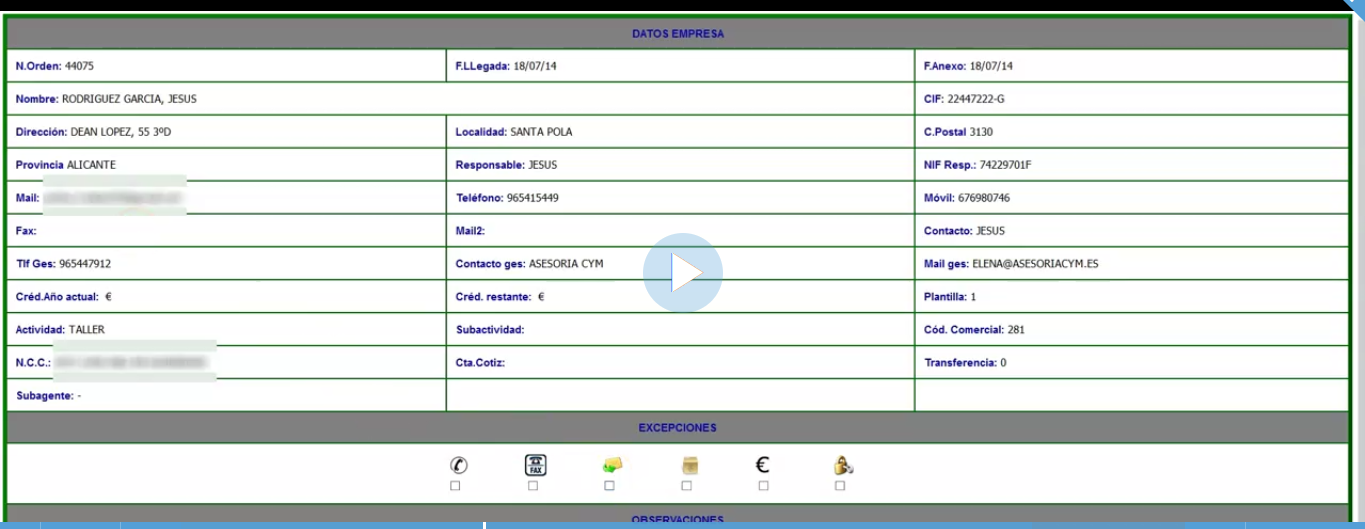 DATOS EMPRESA
N.Orden: 44075 F.LLegada: 18/07/14 F.Anexo: 18/07/14
Nombre: RODRIGUEZ GARCIA, JESUS CIF: 22447222-G
Dirección: DEAN LOPEZ, 55 3ºD Localidad: SANTA POLA C.Postal 3130
Provincia ALICANTE Responsable: JESUS NIF Resp.: 74229701F
Mail: Teléfono: 965415449 Móvil: 676980746
Fax: Mail2: Contacto: JESUS
Tlf Ges: 965447912 Contacto ges: ASESORIA CYM Mail ges: ELENA@ASESORIACYM.ES
Créd.Año actual: € Créd. restante: € Plantilla: 1
Actividad: TALLER Subactividad: Cód. Comercial: 281
N.C.C.: Cta.Cotiz: Transferencia: 0
Subagente: -
EXCEPCIONES
FAX €
OBSERVACIONES